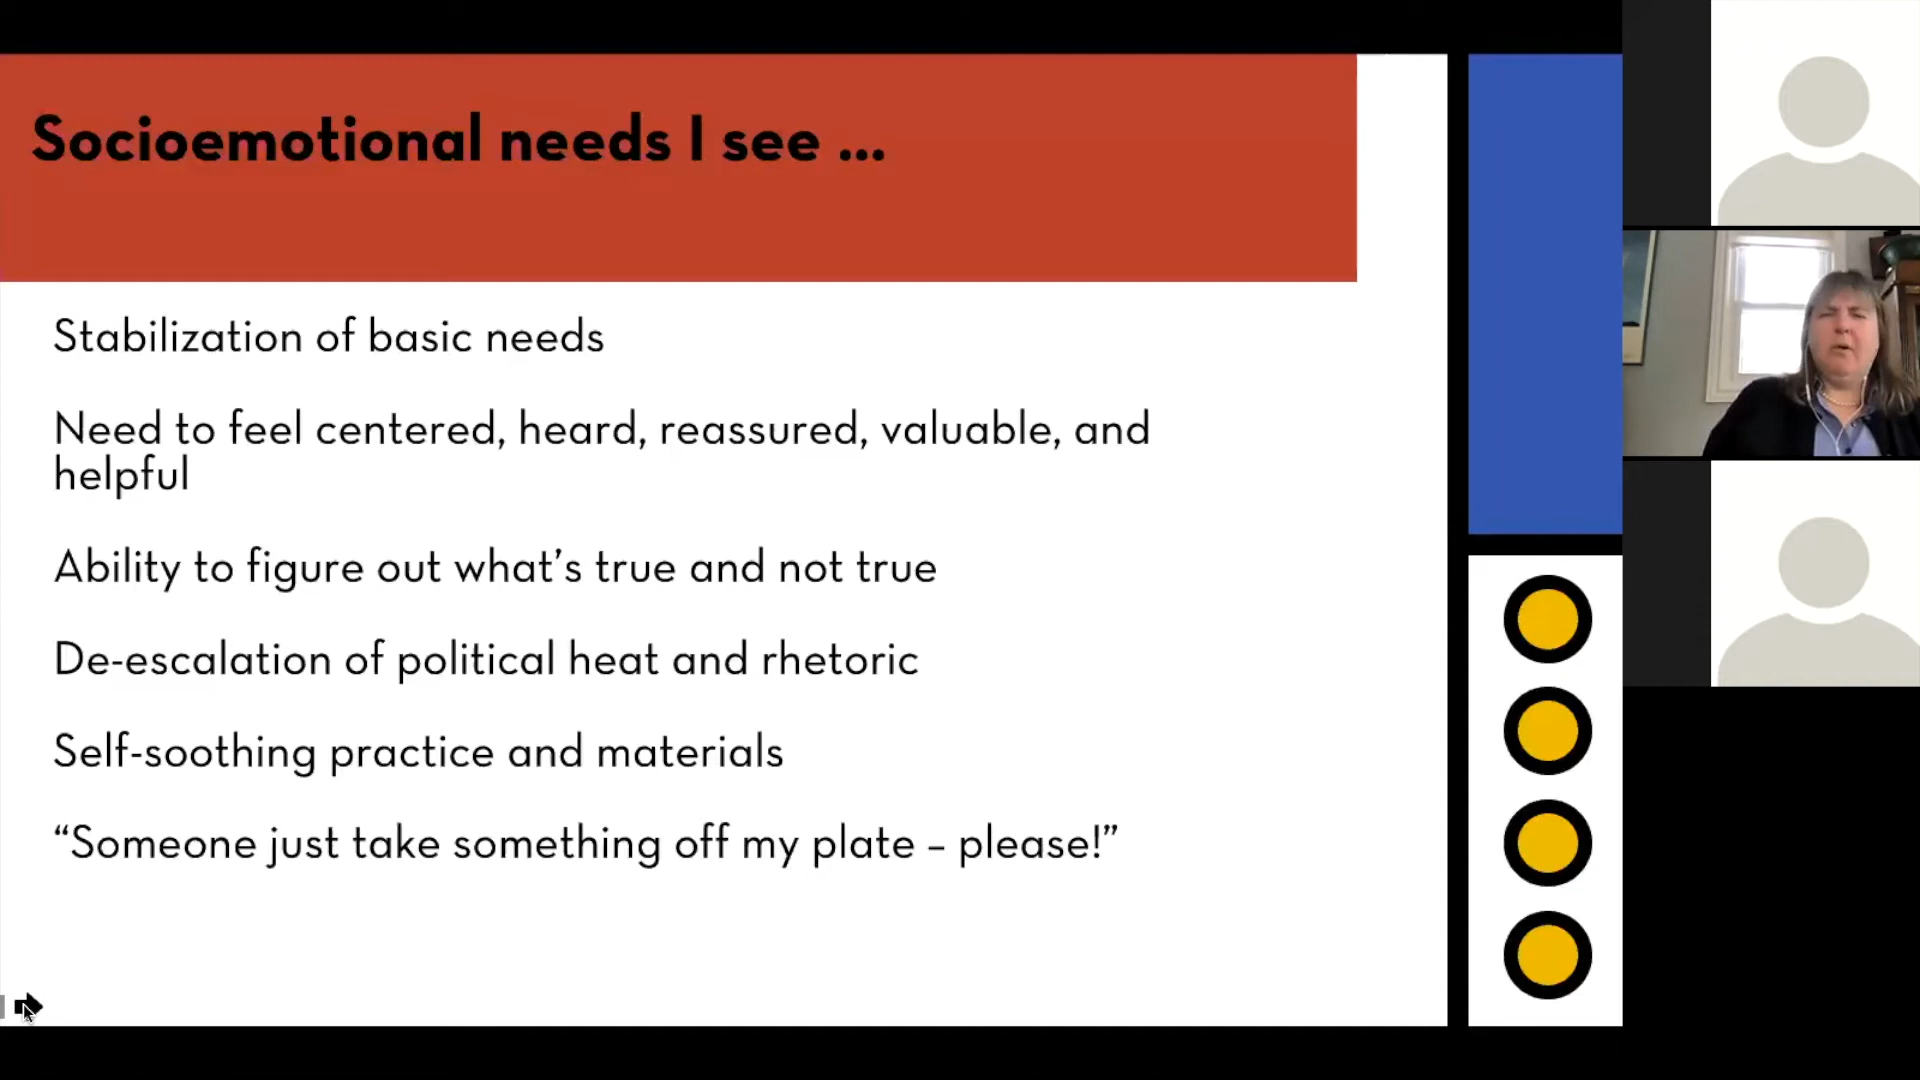 Socioemotional needs I see ...
Stabilization of basic needs
Need to feel centered, heard, reassured, valuable, and
helpful
Ability to figure out what’s true and not true
De-escalation of political heat and rhetoric
Self-soothing practice and materials
“Someone just take something off my plate – please!”